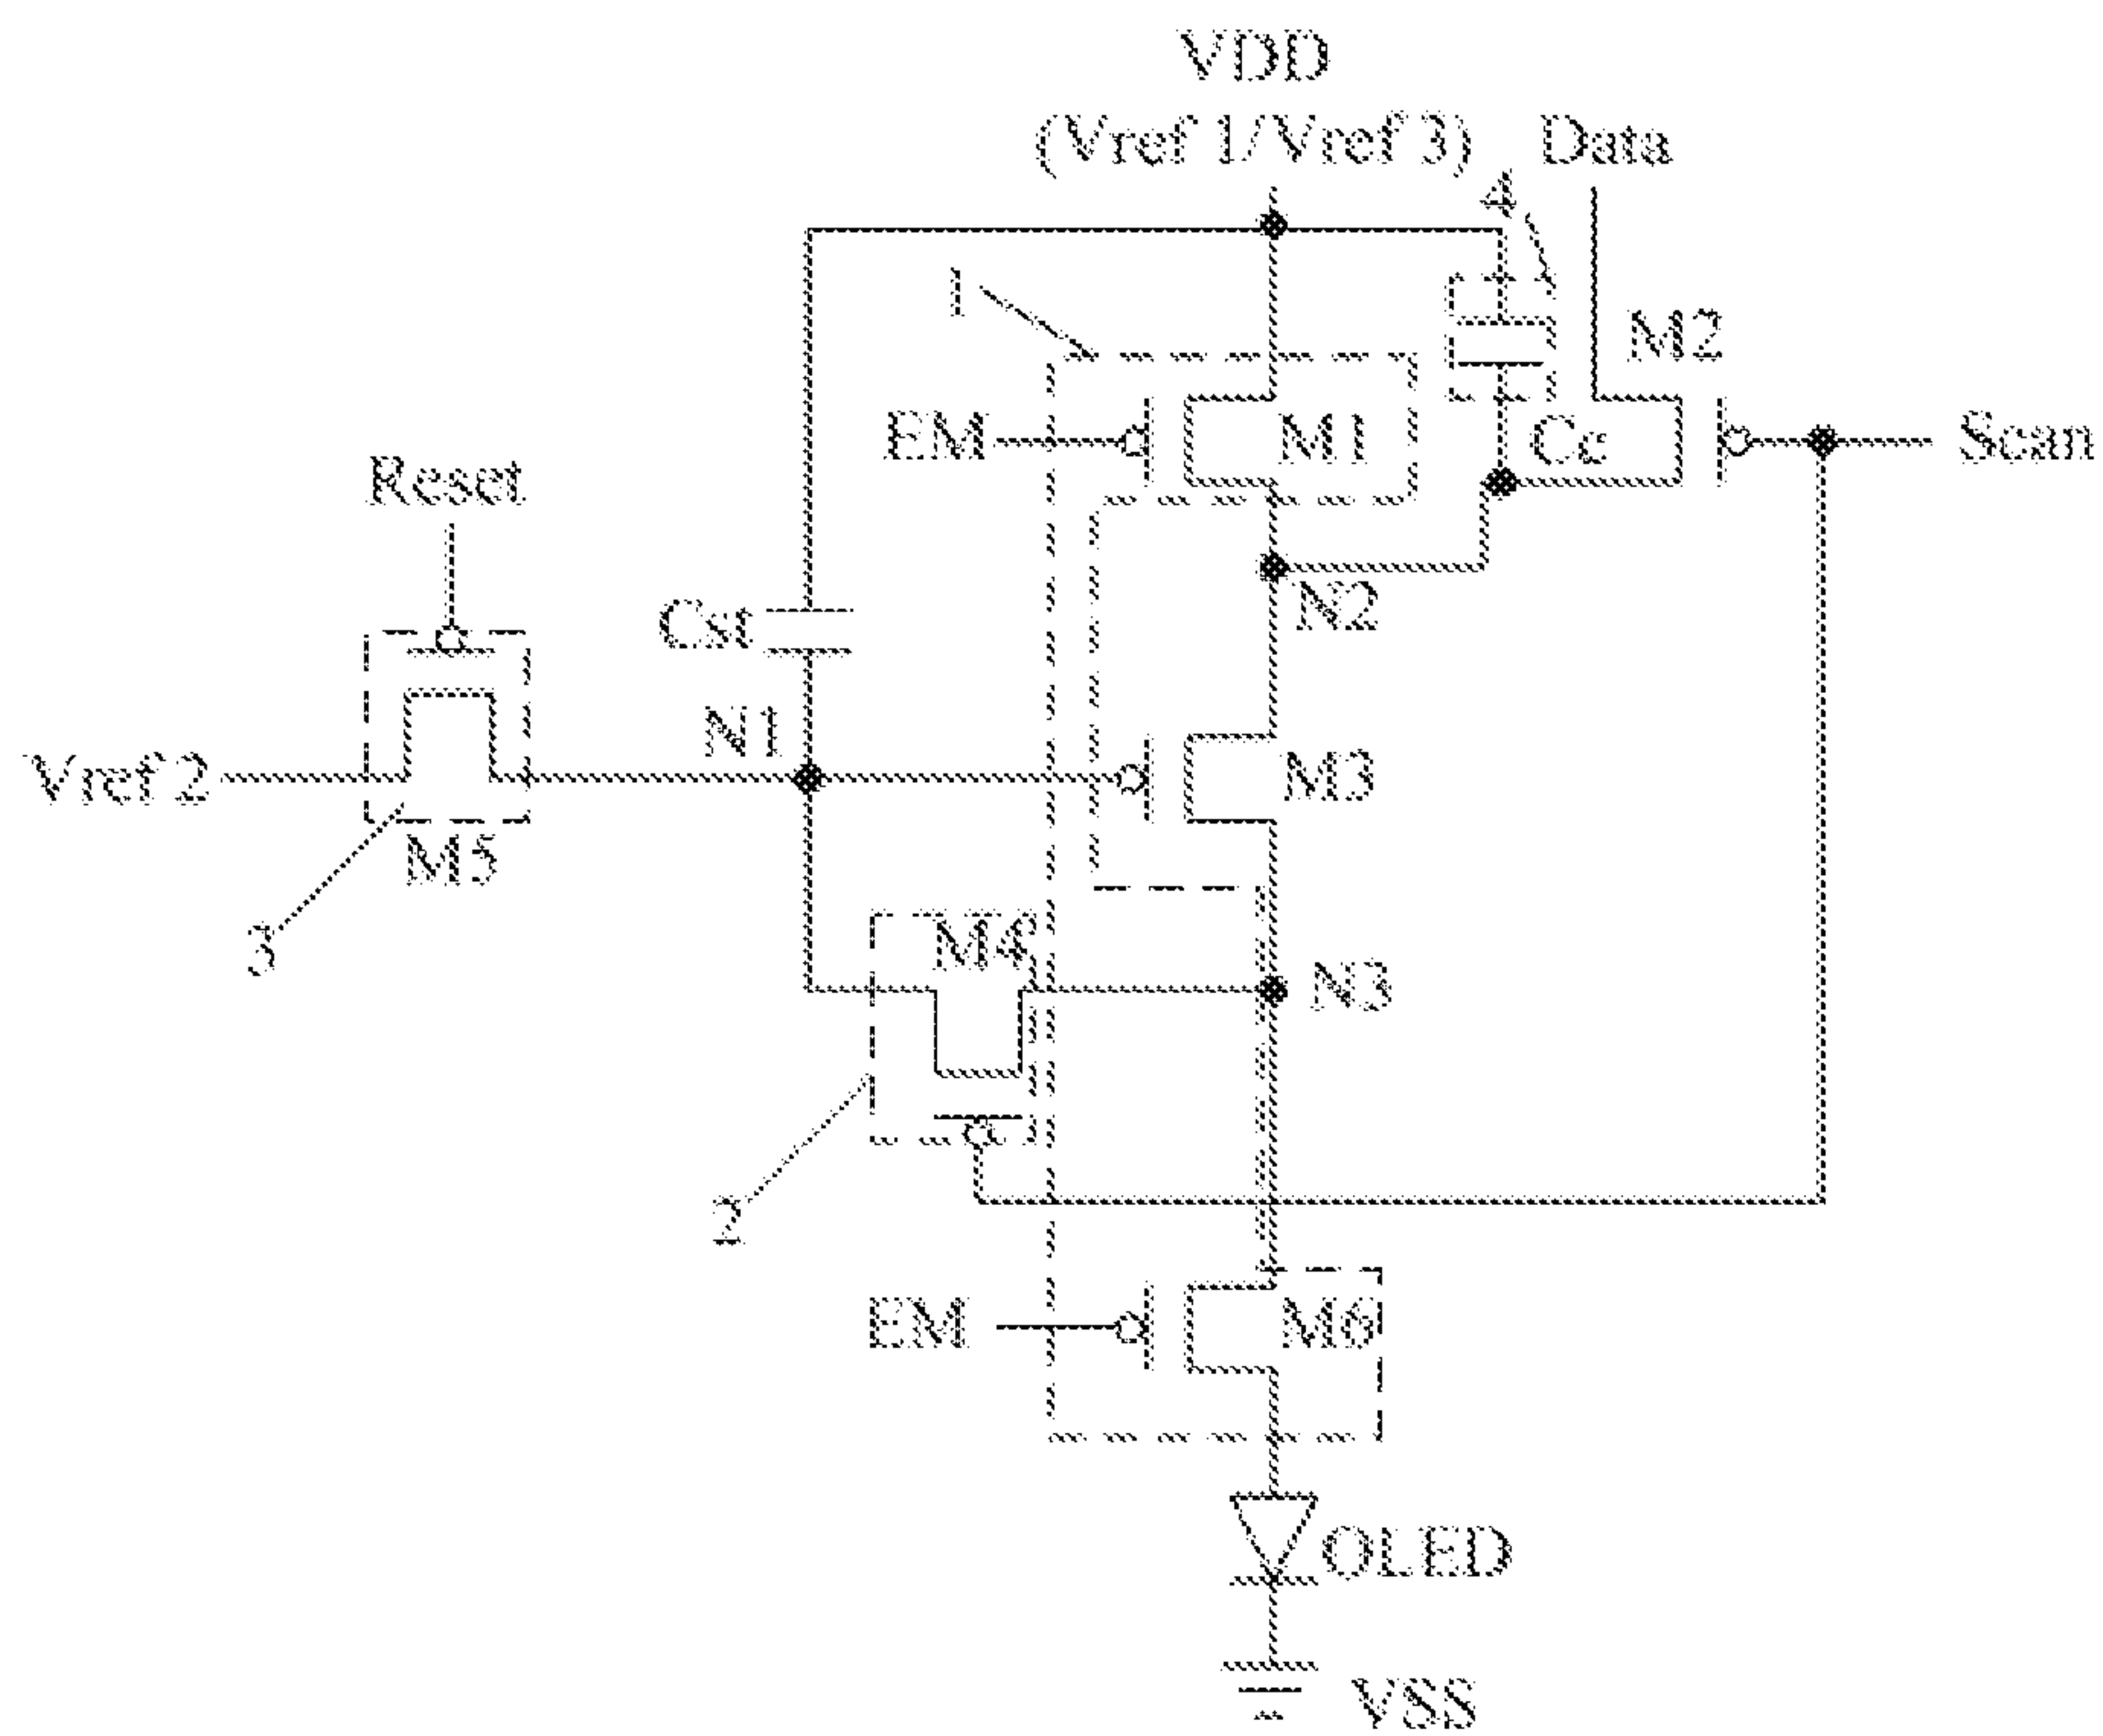 VDD
(Vref 1/Vref 3)
Data
4
1
M2
EM
M1
Cc
Scan
Reset
Cst
N2
N1
Vref 2
M3
M5
3
M4
N3
2
EM
M6
OLED
VSS